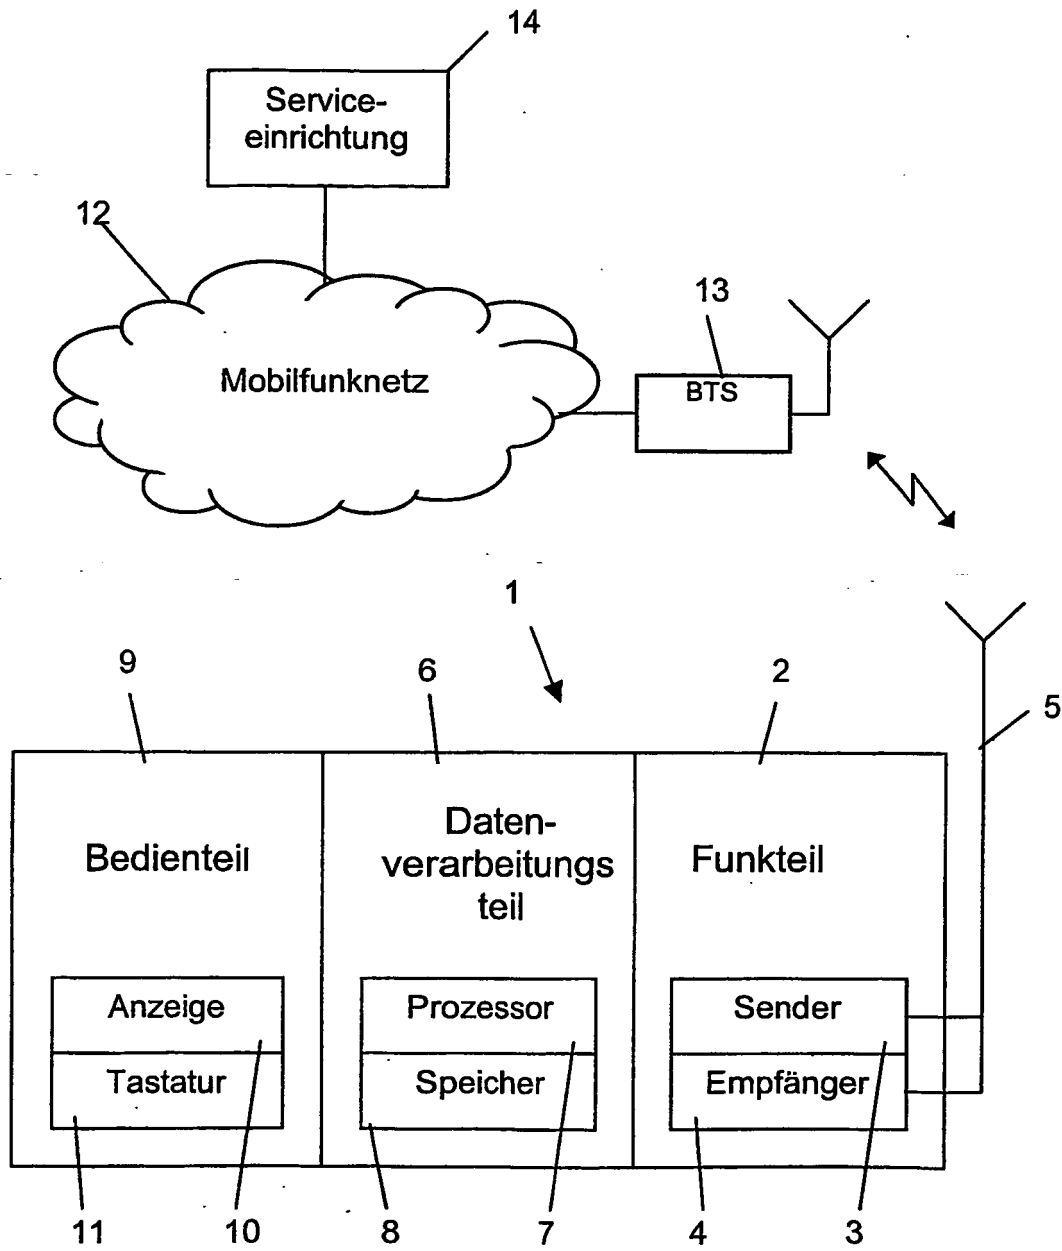 14
Service-
einrichtung
12
13
Mobilfunknetz
BTS
1
9
6
2
5
Bedienteil
Daten-
verarbeitungs
teil
Funkteil
Anzeige
Prozessor
Sender
Tastatur
Speicher
Empfänger
11
10
8
7
4
3